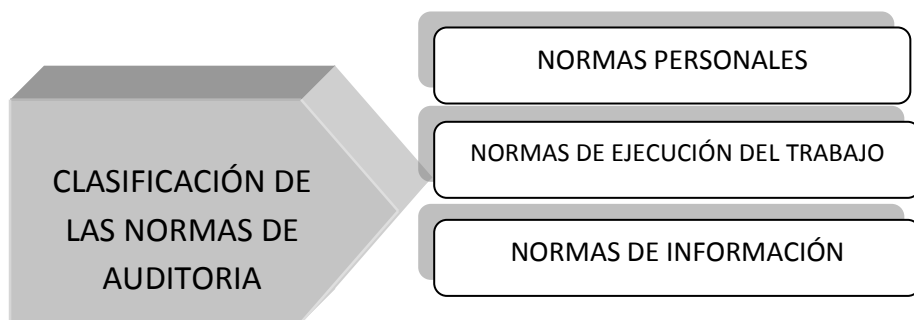 CLASIFICACIÓN DE
LAS NORMAS DE
AUDITORIA
NORMAS PERSONALES
NORMAS DE EJECUCIÓN DEL TRABAJO
NORMAS DE INFORMACIÓN